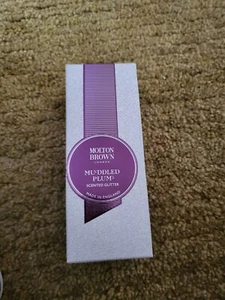 MOLTON
BROWN
LONDON
MUDDLED
PLUM
SCENTED GLITTER
MADE IN ENGLAND